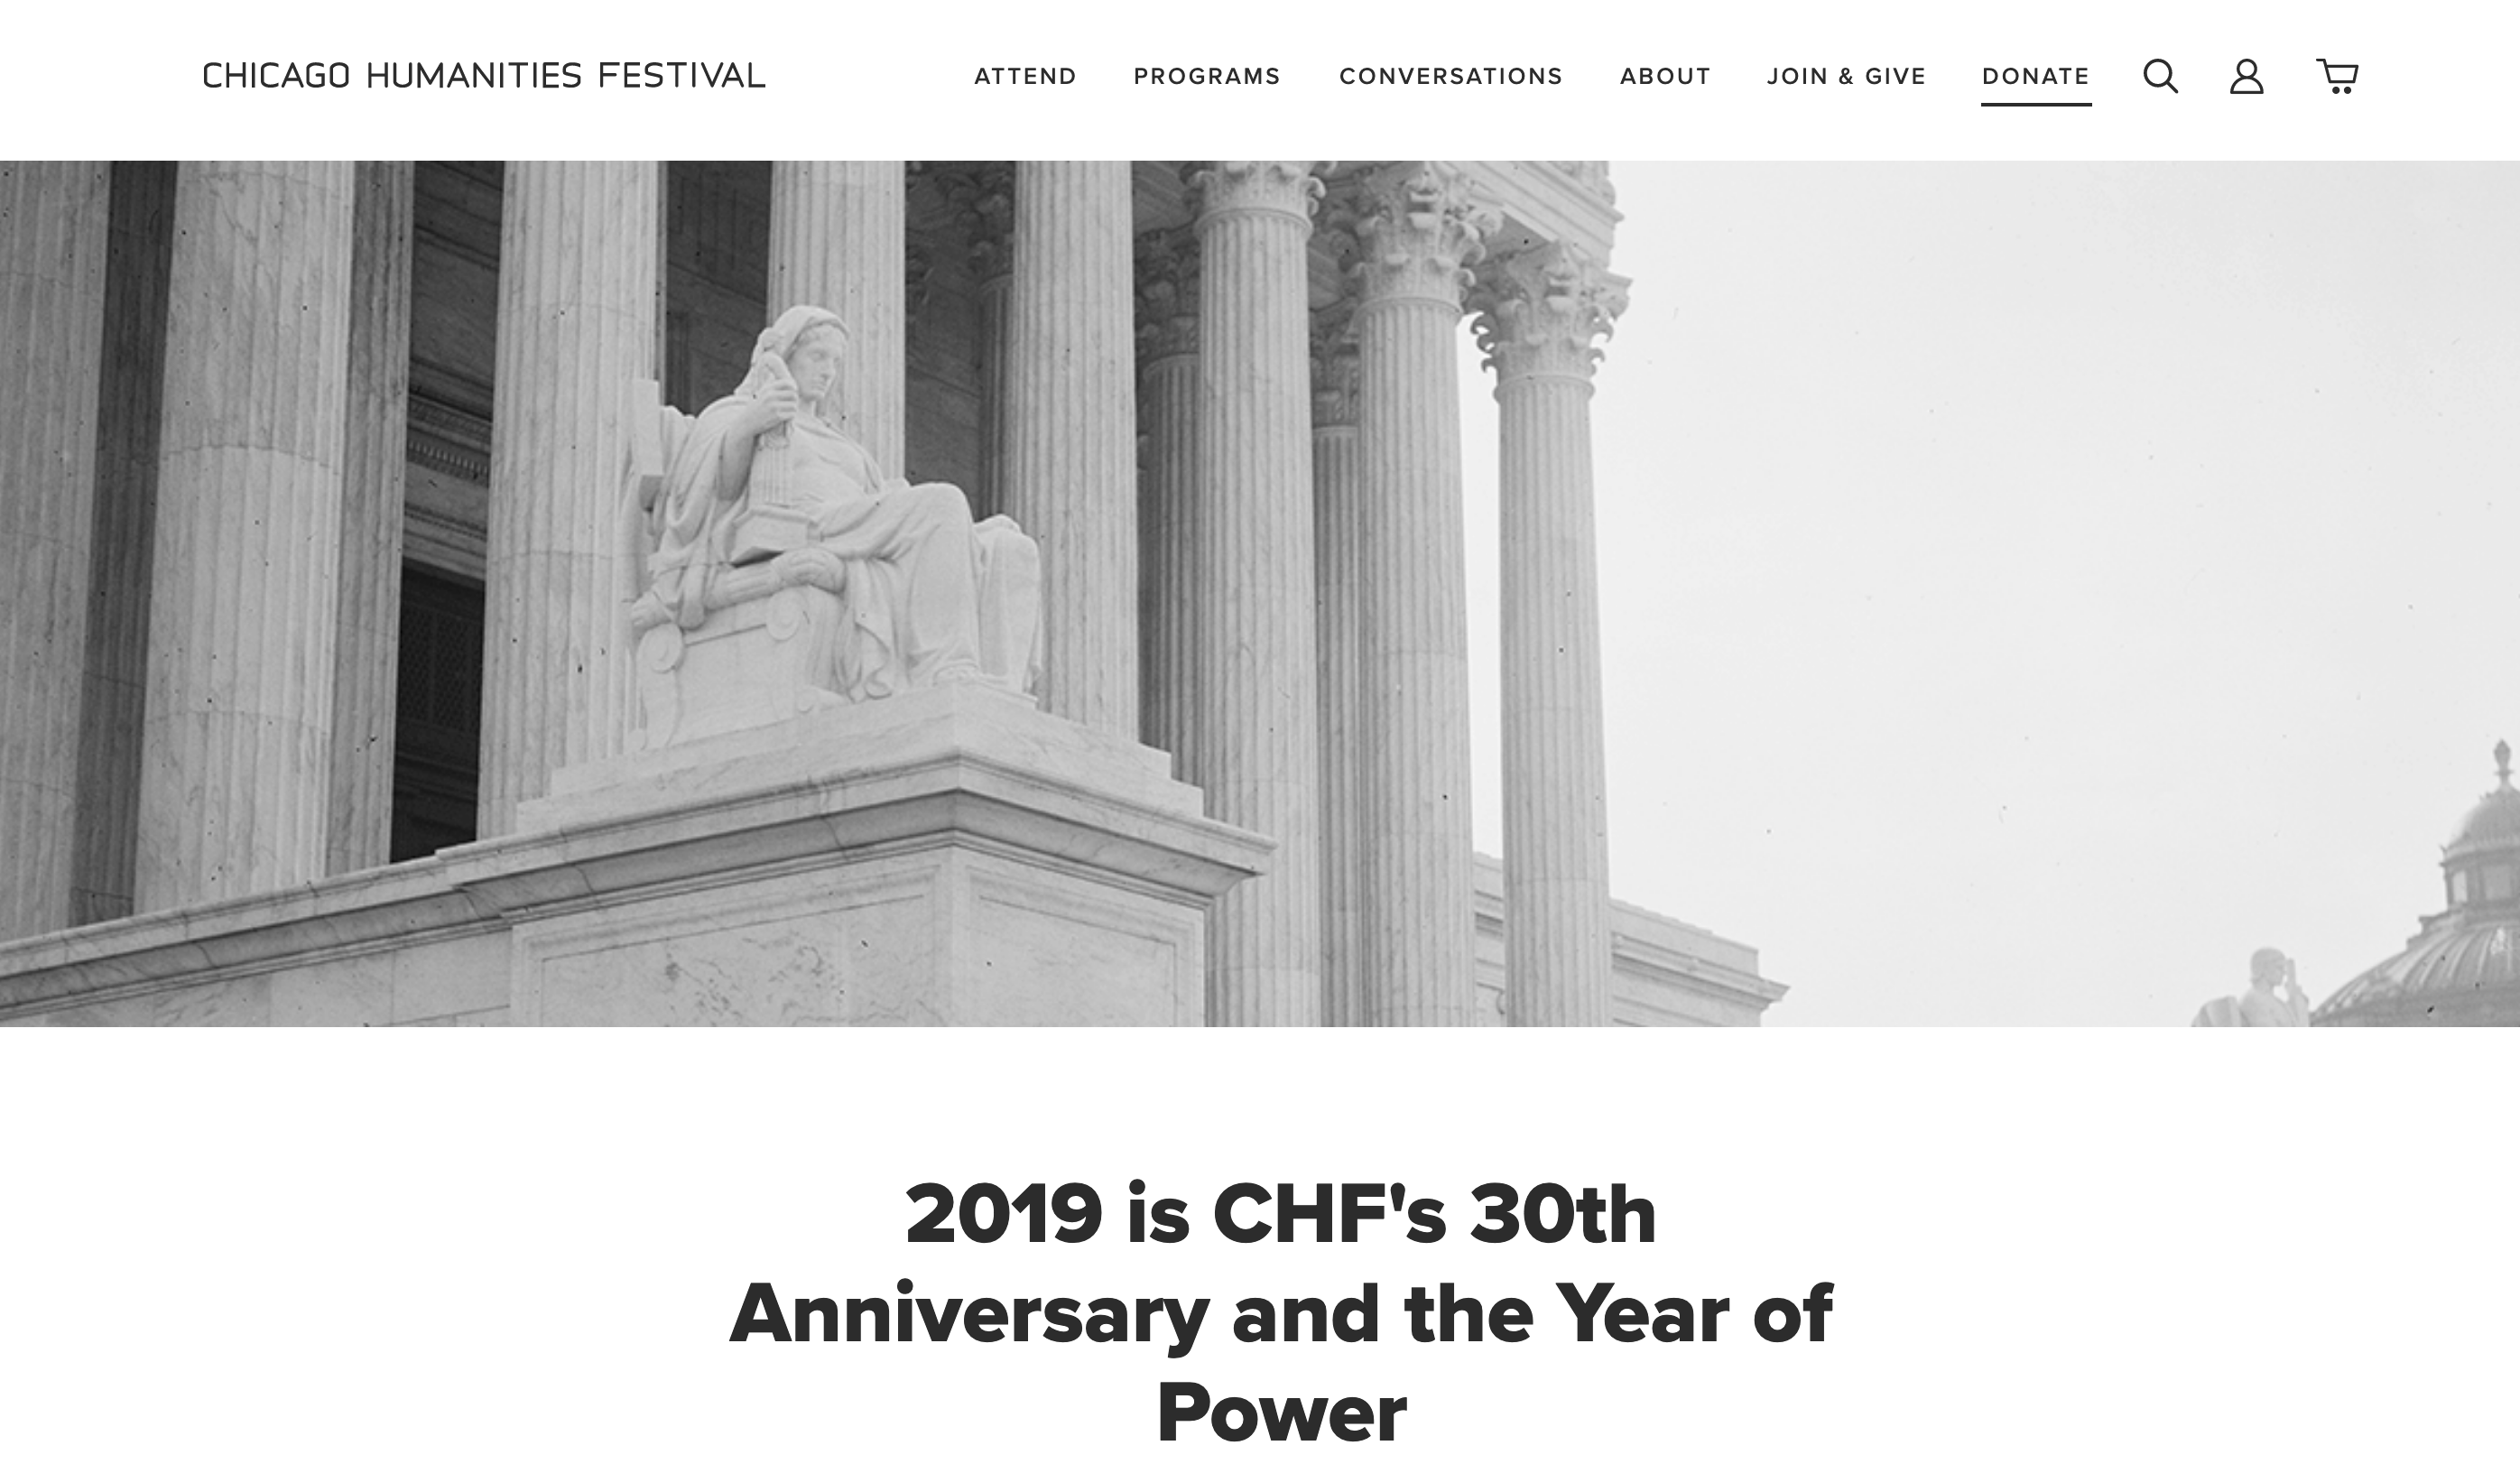 CHICAGO HUMANITIES FESTIVAL
ATTEND PROGRAMS CONVERSATIONS ABOUT JOIN & GIVE DONATE
2019 is CHF's 30th
Anniversary and the Year of
Power